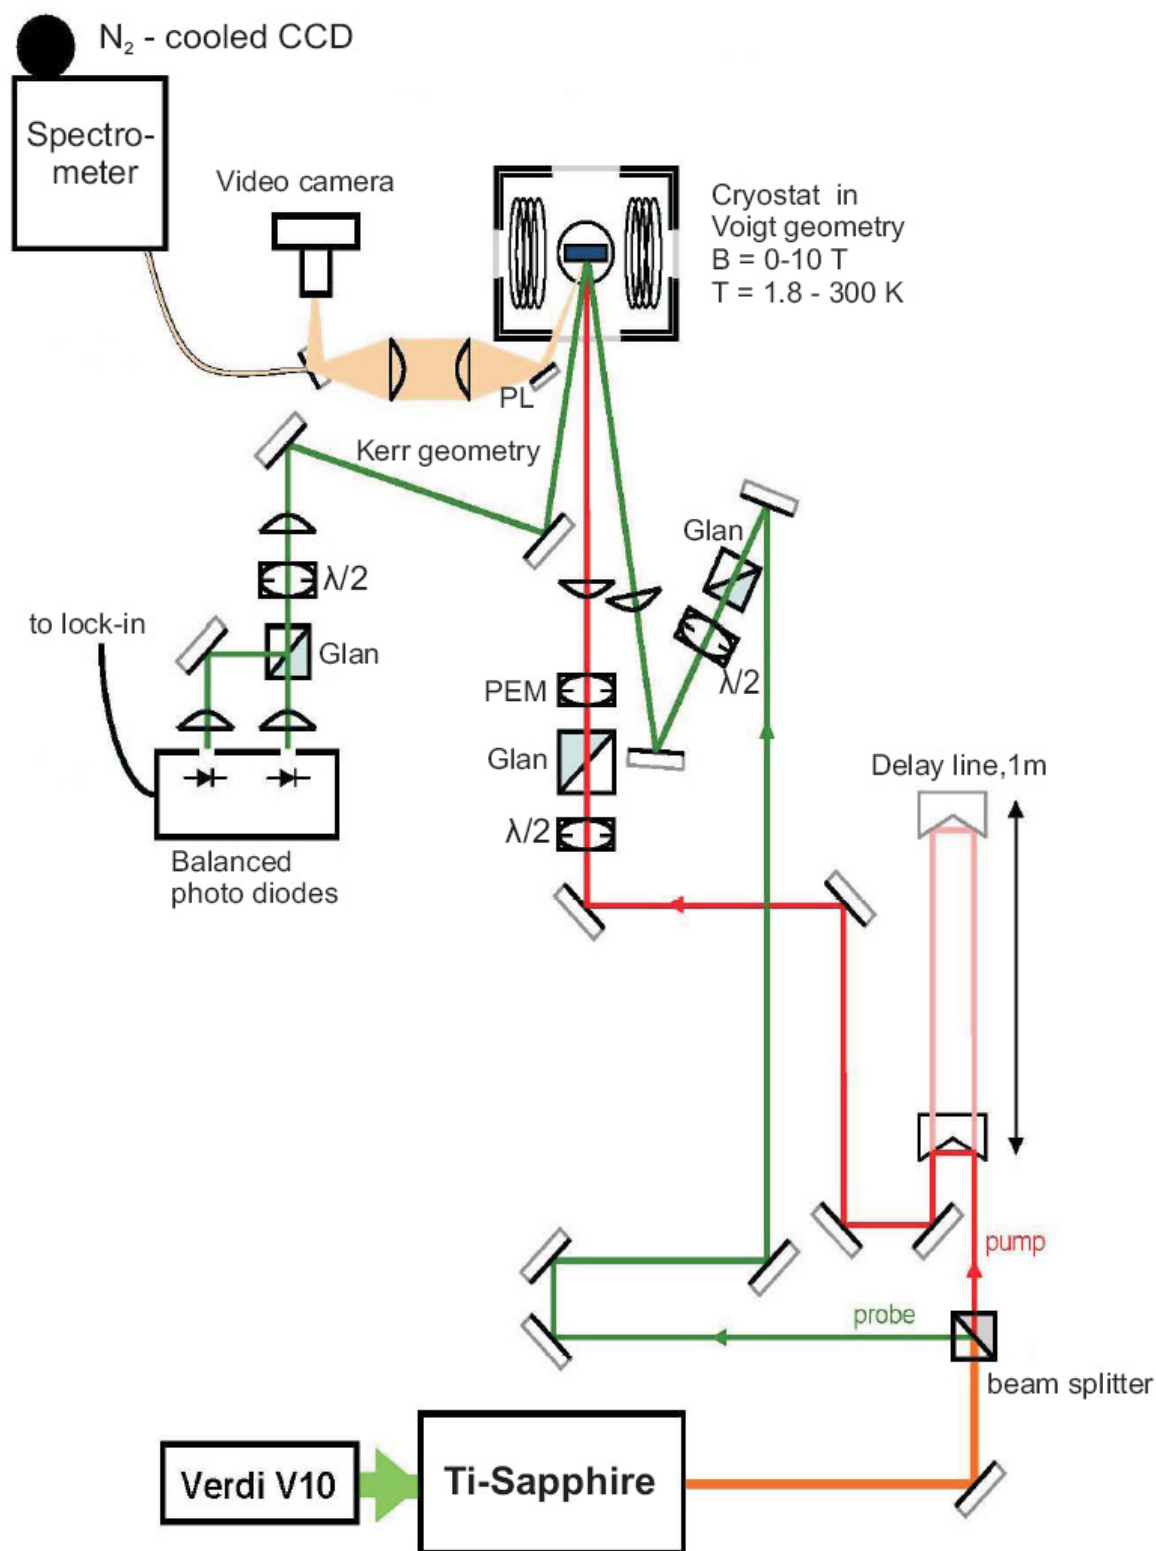 N₂ - cooled CCD
Spectro-
meter
Video camera
Cryostat in
Voigt geometry
B = 0-10 T
T = 1.8 - 300 K
PL
Kerr geometry
Glan
λ/2
to lock-in
Glan
λ/2
PEM
Glan
Delay line,1m
λ/2
Balanced
photo diodes
pump
probe
beam splitter
Verdi V10
Ti-Sapphire